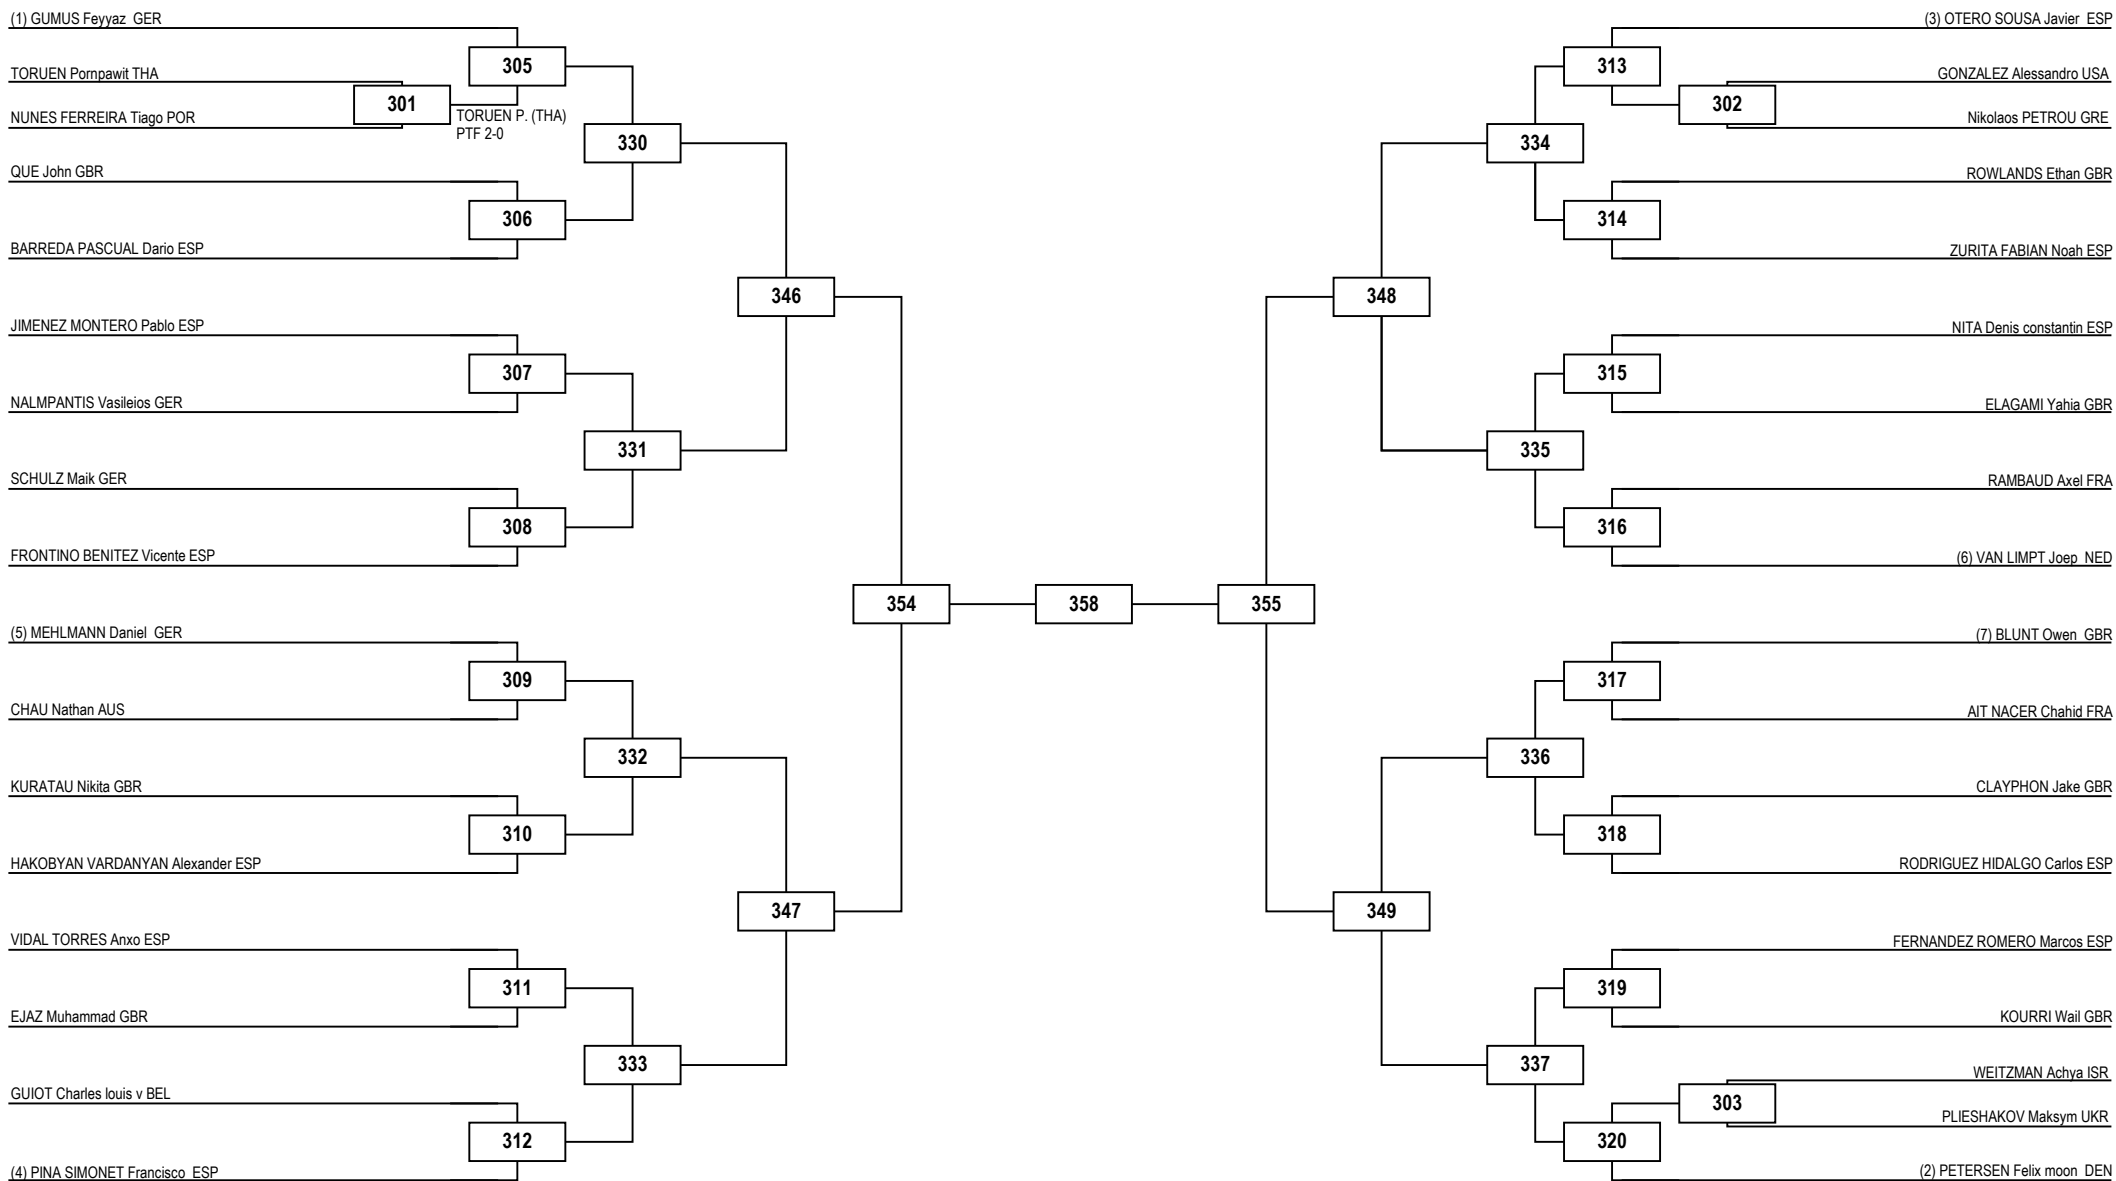 (1) GUMUS Feyyaz  GER
305
TORUEN Pornpawit THA
301
TORUEN P. (THA)
PTF 2-0
NUNES FERREIRA Tiago POR
330
QUE John GBR
306
BARREDA PASCUAL Dario ESP
346
JIMENEZ MONTERO Pablo ESP
307
NALMPANTIS Vasileios GER
331
SCHULZ Maik GER
308
FRONTINO BENITEZ Vicente ESP
354
(5) MEHLMANN Daniel  GER
309
CHAU Nathan AUS
332
KURATAU Nikita GBR
310
HAKOBYAN VARDANYAN Alexander ESP
347
VIDAL TORRES Anxo ESP
311
EJAZ Muhammad GBR
333
GUIOT Charles louis v BEL
312
(4) PINA SIMONET Francisco  ESP
358
(3) OTERO SOUSA Javier  ESP
313
GONZALEZ Alessandro USA
302
Nikolaos PETROU GRE
334
ROWLANDS Ethan GBR
314
ZURITA FABIAN Noah ESP
348
NITA Denis constantin ESP
315
ELAGAMI Yahia GBR
335
RAMBAUD Axel FRA
316
(6) VAN LIMPT Joep  NED
355
(7) BLUNT Owen  GBR
317
AIT NACER Chahid FRA
336
CLAYPHON Jake GBR
318
RODRIGUEZ HIDALGO Carlos ESP
349
FERNANDEZ ROMERO Marcos ESP
319
KOURRI Wail GBR
337
WEITZMAN Achya ISR
303
PLIESHAKOV Maksym UKR
320
(2) PETERSEN Felix moon  DEN